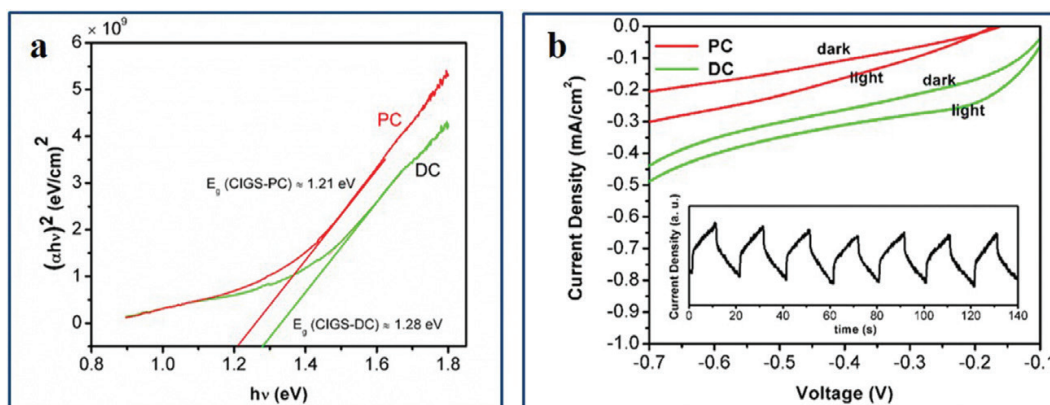 a
× 10⁹
6
5
4
3
2
1
0
(αhν)² (eV/cm)²
PC
DC
E_g (CIGS-PC) ≈ 1.21 eV
E_g (CIGS-DC) ≈ 1.28 eV
0.8 1.0 1.2 1.4 1.6 1.8
hν (eV)
b
0.0
-0.1
-0.2
-0.3
-0.4
-0.5
-0.6
-0.7
-0.8
-0.9
-1.0
Current Density (mA/cm²)
PC
DC
dark
light
dark
light
Current Density (a. u.)
0 20 40 60 80 100 120 140
time (s)
-0.7 -0.6 -0.5 -0.4 -0.3 -0.2 -0.1
Voltage (V)